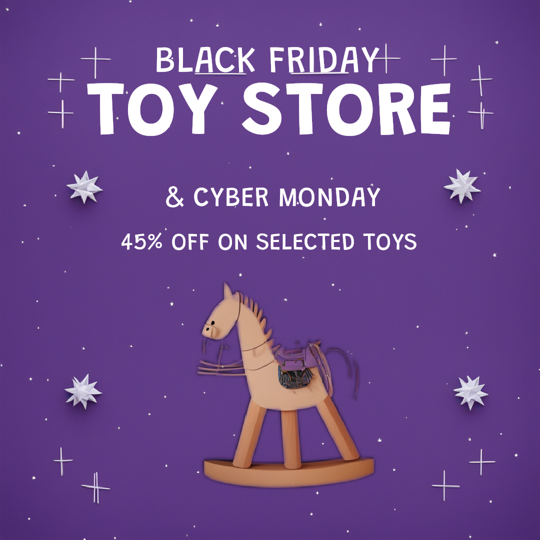 BLACK FRIDAY
TOY STORE
& CYBER MONDAY
45% OFF ON SELECTED TOYS